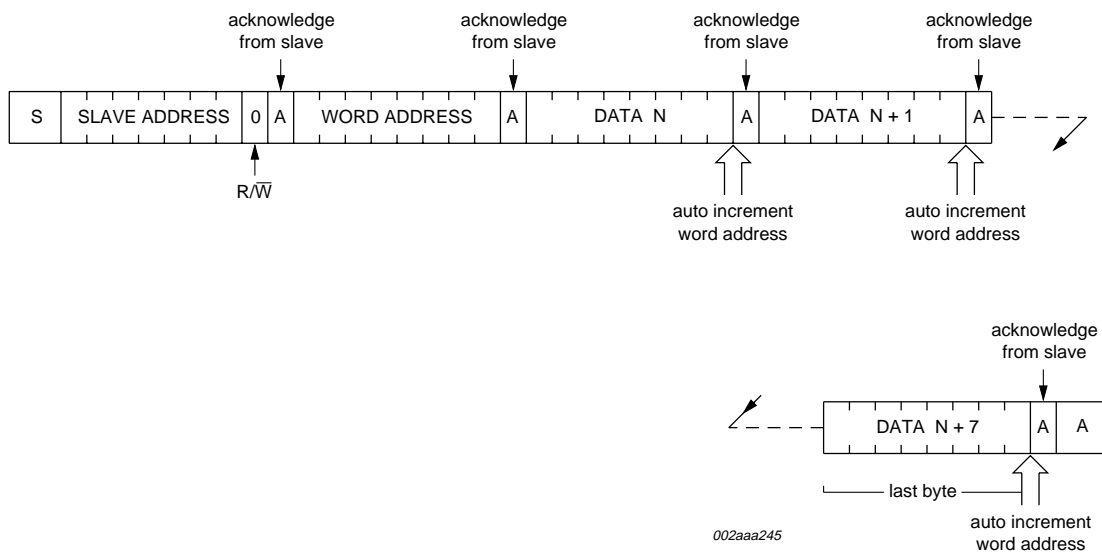 acknowledge
from slave
acknowledge
from slave
acknowledge
from slave
acknowledge
from slave
S SLAVE ADDRESS 0 A WORD ADDRESS A DATA N A DATA N + 1 A
R/W̅
auto increment
word address
auto increment
word address
acknowledge
from slave
DATA N + 7 A A
last byte
auto increment
word address
002aaa245